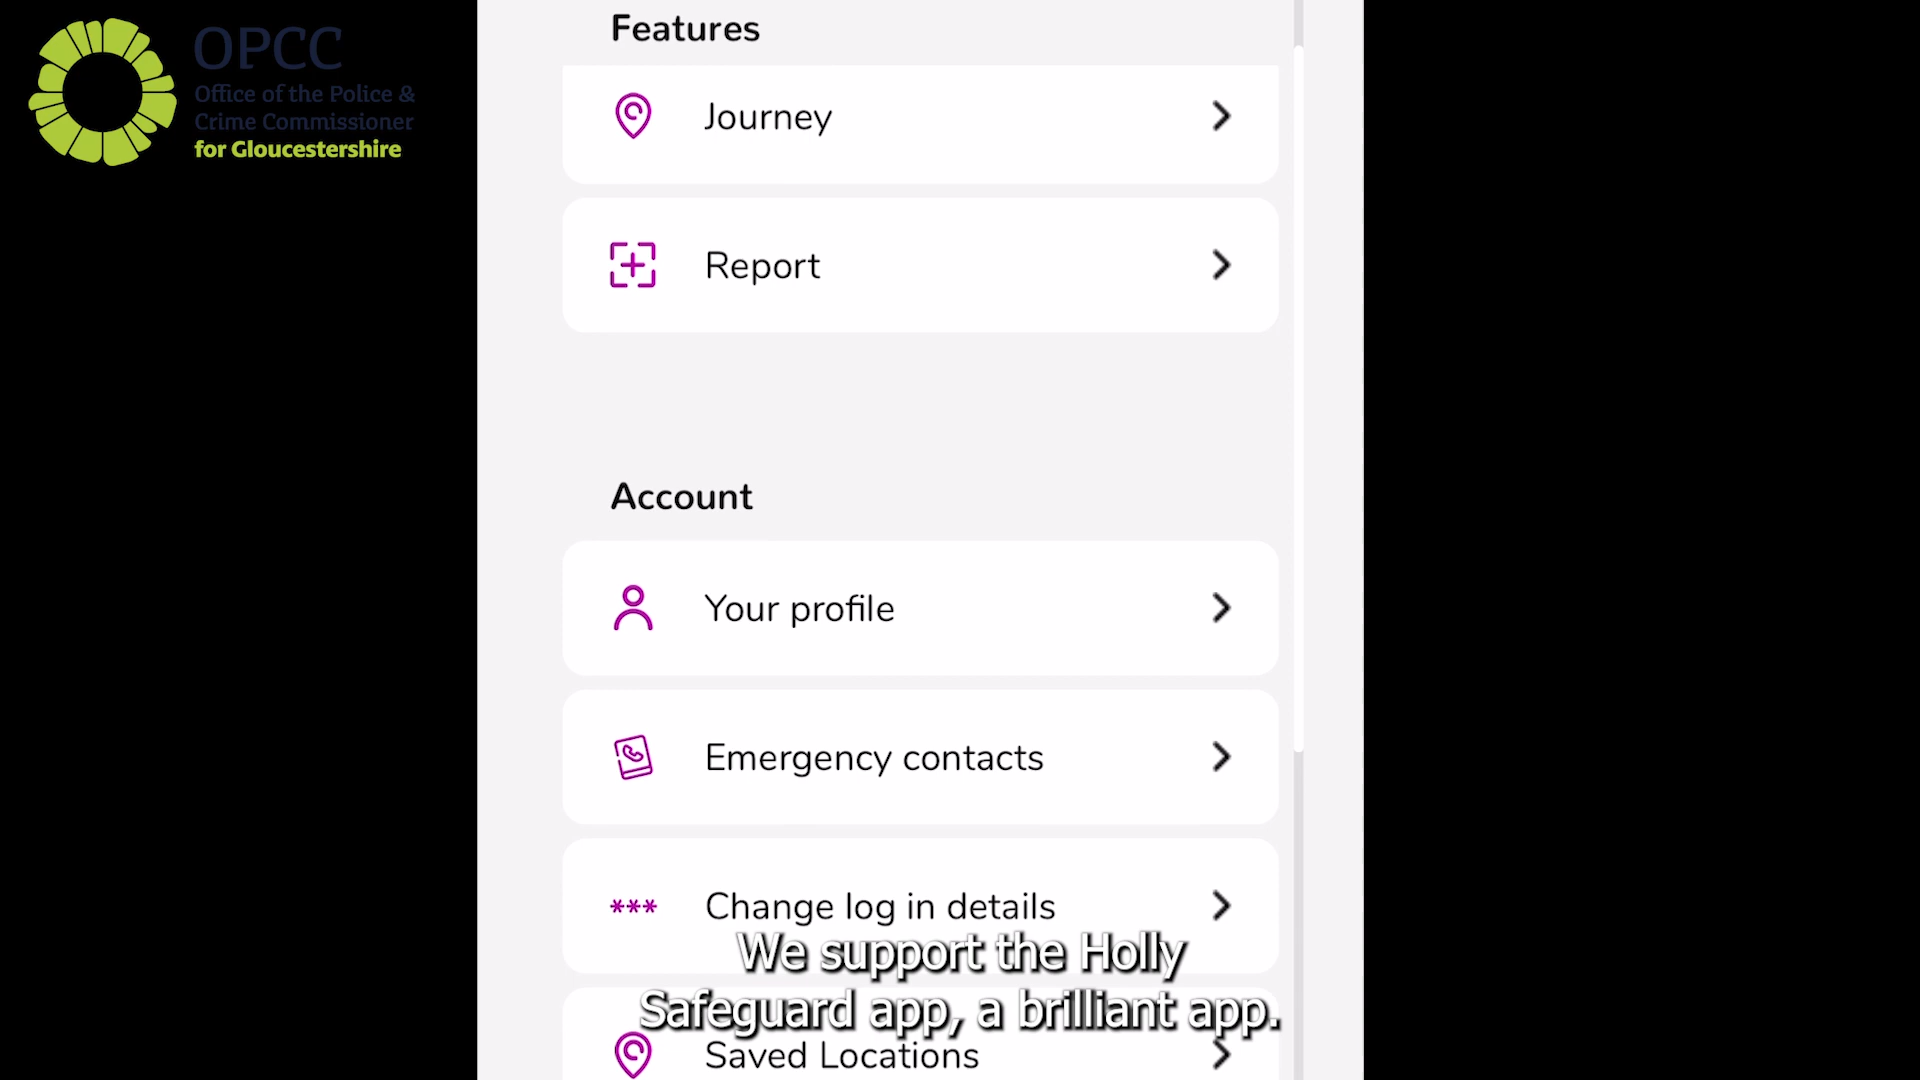 OPCC
Office of the Police &
Crime Commissioner
for Gloucestershire
Features
Journey
Report
Account
Your profile
Emergency contacts
*** Change log in details
We support the Holly
Safeguard app, a brilliant app.
Saved Locations